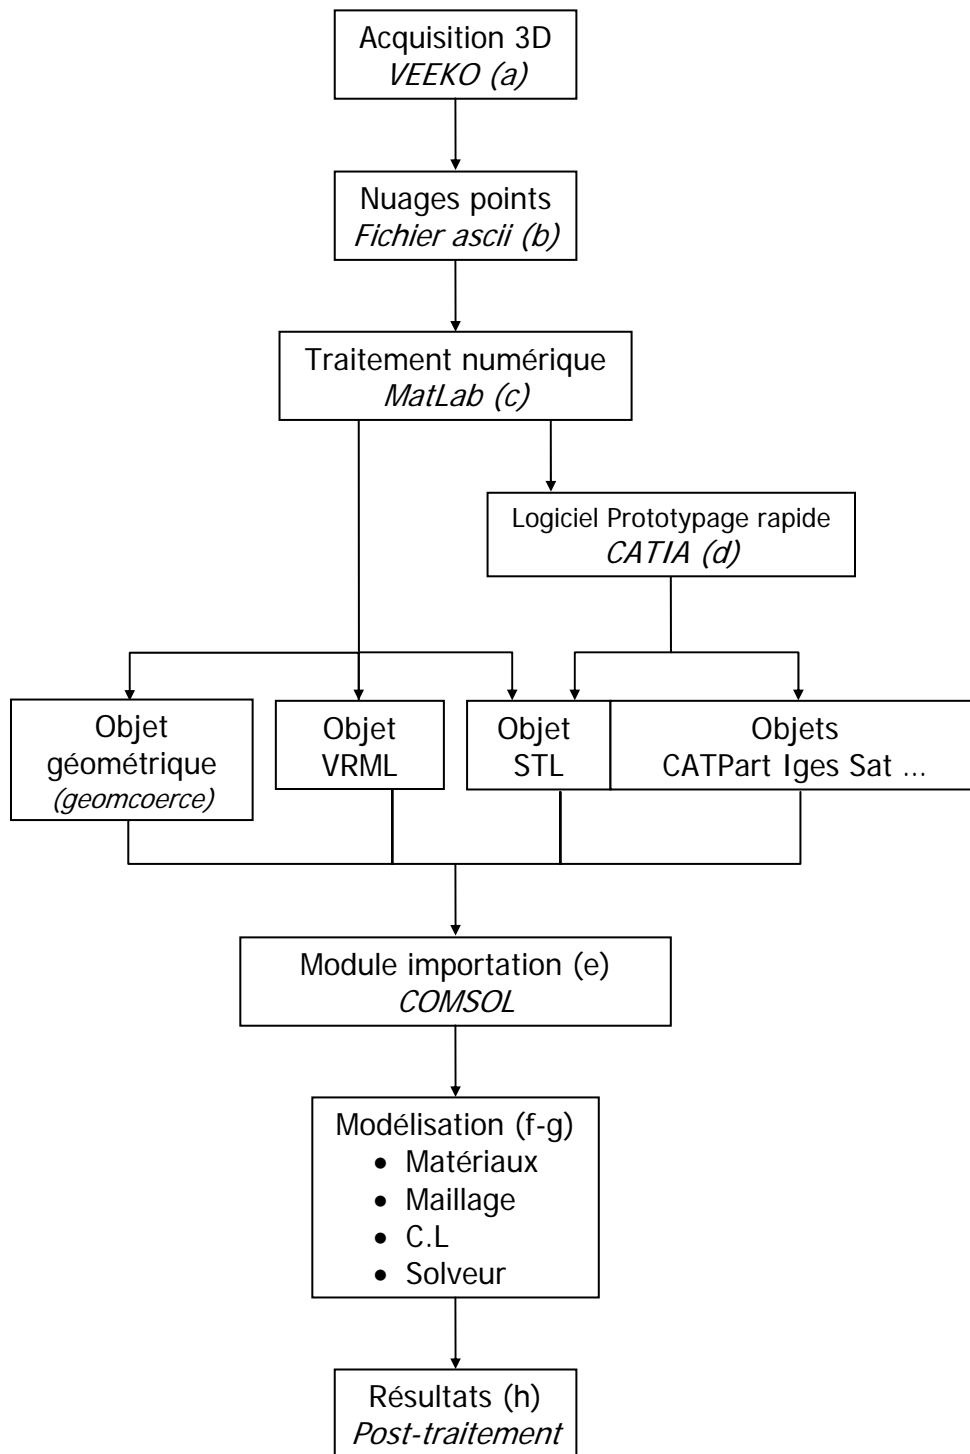 Acquisition 3D
VEEKO (a)
Nuages points
Fichier ascii (b)
Traitement numérique
MatLab (c)
Logiciel Prototypage rapide
CATIA (d)
Objet
géométrique
(geomcoerce)
Objet
VRML
Objet
STL
Objets
CATPart Iges Sat ...
Module importation (e)
COMSOL
Modélisation (f-g)
• Matériaux
• Maillage
• C.L
• Solveur
Résultats (h)
Post-traitement